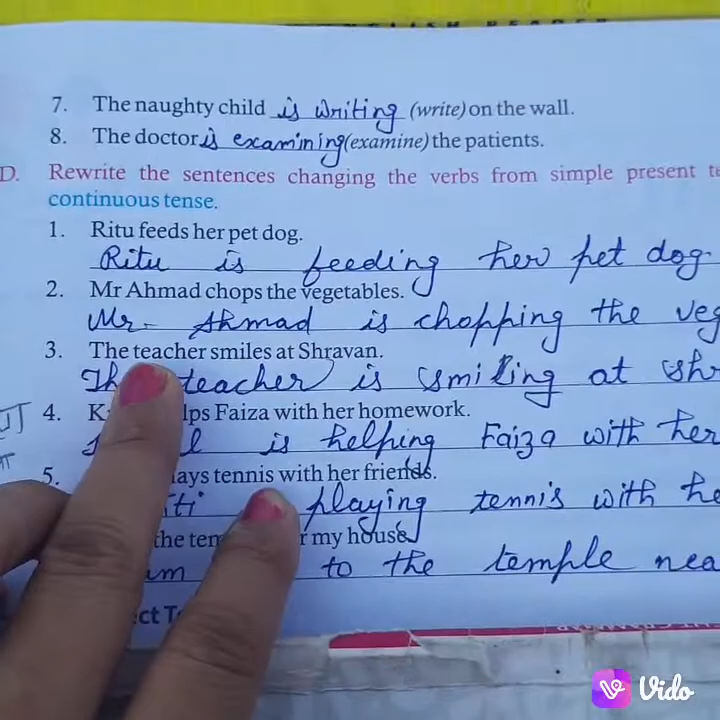 7. The naughty child is writing (write) on the wall.
8. The doctor is examining (examine) the patients.
D. Rewrite the sentences changing the verbs from simple present
continuous tense.
1. Ritu feeds her pet dog.
Ritu is feeding her pet dog.
2. Mr Ahmad chops the vegetables.
Mr. Ahmad is chopping the
3. The teacher smiles at Shravan.
The teacher is smiling at
4. Faiza with her homework.
is helping Faiza with her
5. tennis with her friends.
playing tennis with
the my house.
to the temple
Vido